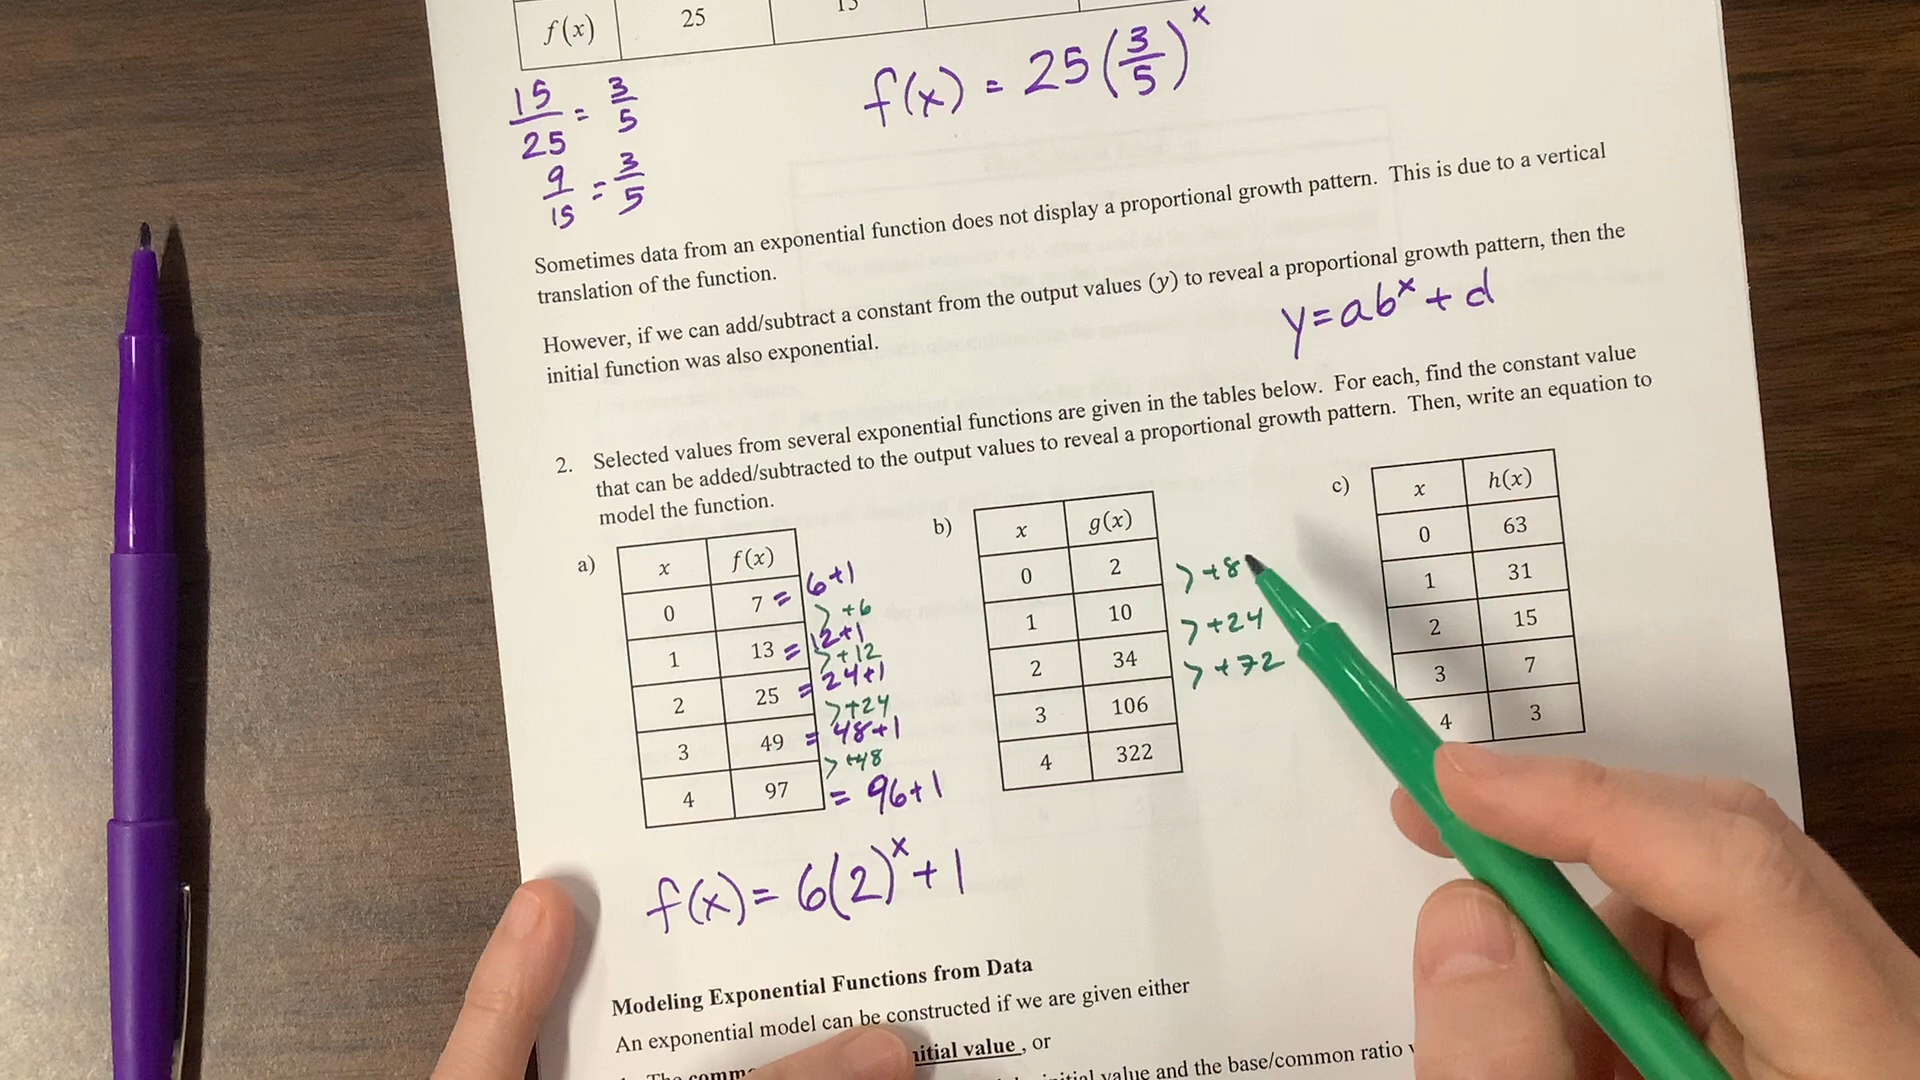 f(x) 25 15
f(x) = 25(3/5)^x
15/25 = 3/5
9/15 = 3/5
Sometimes data from an exponential function does not display a proportional growth pattern. This is due to a vertical
translation of the function.
However, if we can add/subtract a constant from the output values (y) to reveal a proportional growth pattern, then the
initial function was also exponential.
y=ab^x + d
2. Selected values from several exponential functions are given in the tables below. For each, find the constant value
that can be added/subtracted to the output values to reveal a proportional growth pattern. Then, write an equation to
model the function.
a)
x f(x)
0 7 = 6+1
> +6
1 13 = 12+1
> +12
2 25 = 24+1
> +24
3 49 = 48+1
> +48
4 97 = 96+1
f(x) = 6(2)^x + 1
b)
x g(x)
0 2
> +8
1 10
> +24
2 34
> +72
3 106
4 322
c)
x h(x)
0 63
1 31
2 15
3 7
4 3
Modeling Exponential Functions from Data
An exponential model can be constructed if we are given either
initial value, or
initial value and the base/common ratio